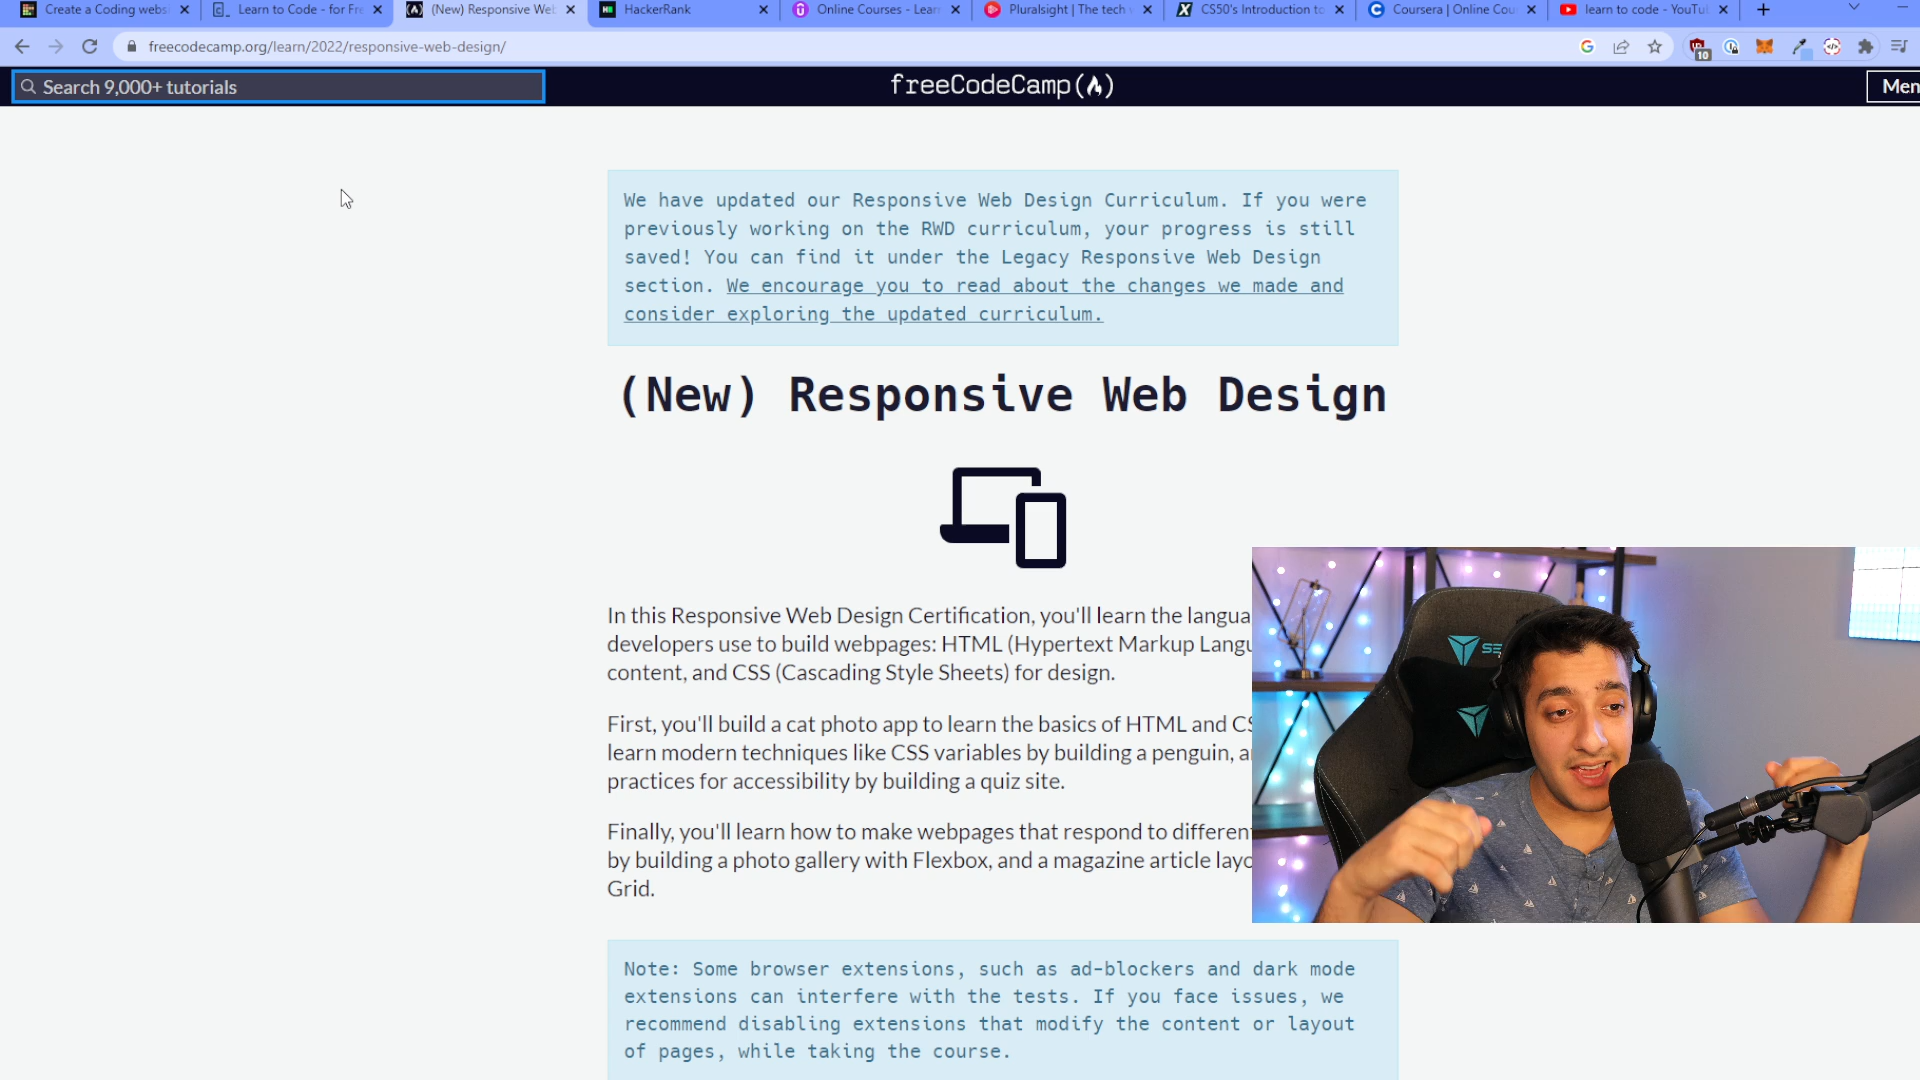 Create a Coding websi
Learn to Code - for Fre
(New) Responsive Web
HackerRank
Online Courses - Lear
Pluralsight | The tech
CS50's Introduction to
Coursera | Online Cou
learn to code - YouTu
freecodecamp.org/learn/2022/responsive-web-design/
10
Search 9,000+ tutorials
freeCodeCamp
Men
We have updated our Responsive Web Design Curriculum. If you were
previously working on the RWD curriculum, your progress is still
saved! You can find it under the Legacy Responsive Web Design
section. We encourage you to read about the changes we made and
consider exploring the updated curriculum.
(New) Responsive Web Design
In this Responsive Web Design Certification, you'll learn the langua
developers use to build webpages: HTML (Hypertext Markup Langu
content, and CSS (Cascading Style Sheets) for design.
First, you'll build a cat photo app to learn the basics of HTML and CS
learn modern techniques like CSS variables by building a penguin, a
practices for accessibility by building a quiz site.
Finally, you'll learn how to make webpages that respond to differen
by building a photo gallery with Flexbox, and a magazine article layo
Grid.
Note: Some browser extensions, such as ad-blockers and dark mode
extensions can interfere with the tests. If you face issues, we
recommend disabling extensions that modify the content or layout
of pages, while taking the course.